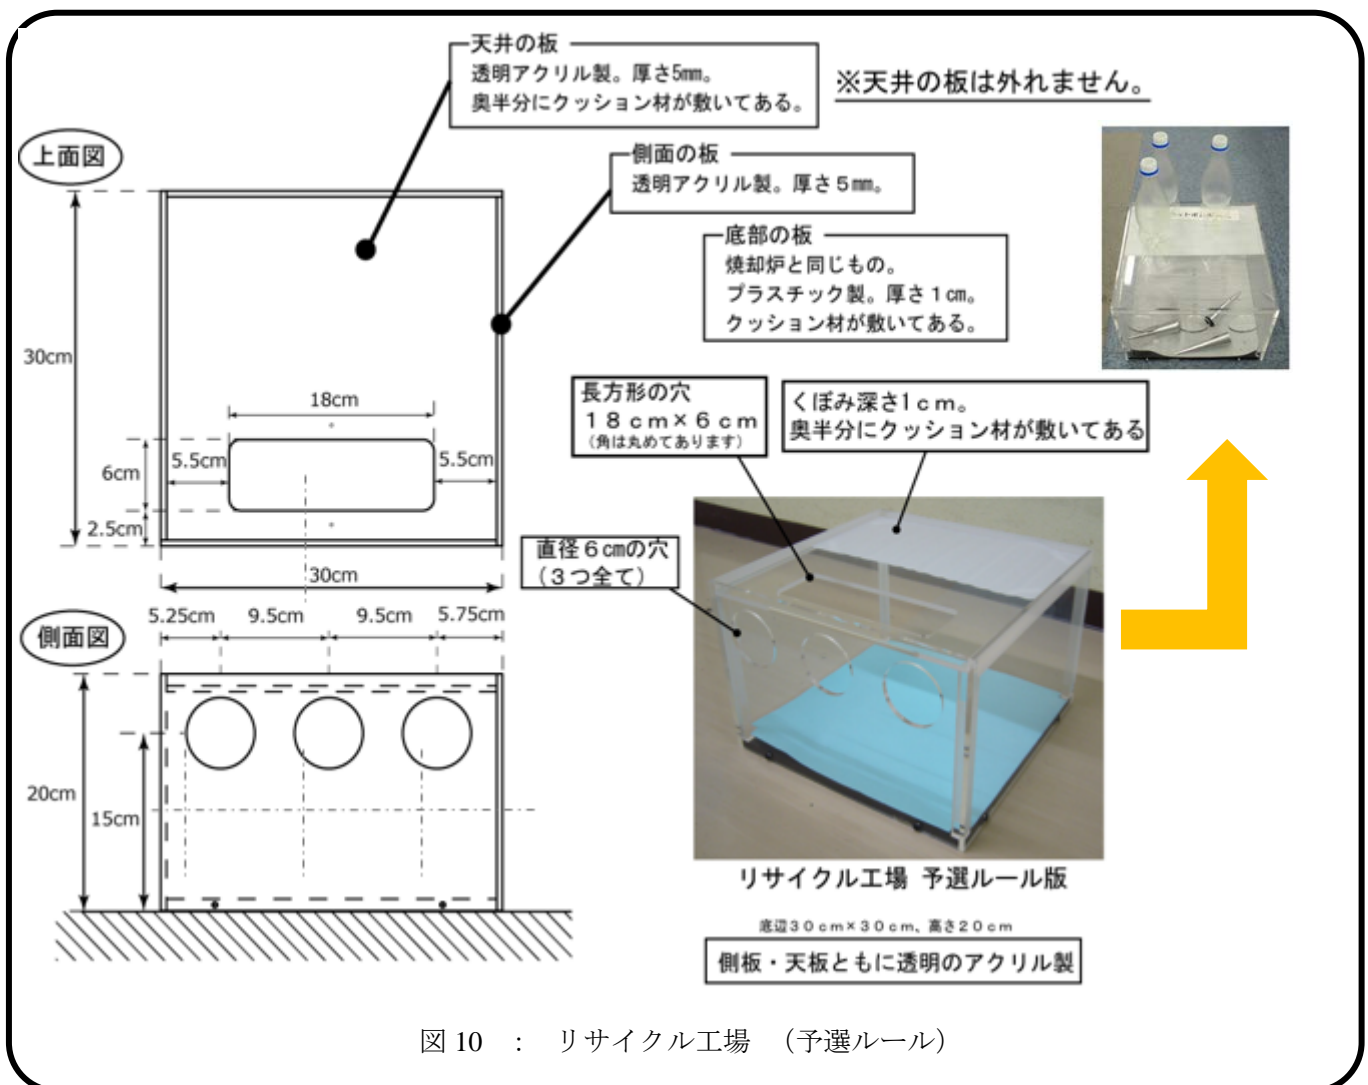 天井の板
透明アクリル製。厚さ5㎜。
奥半分にクッション材が敷いてある。
※天井の板は外れません。
上面図
側面の板
透明アクリル製。厚さ５㎜。
底部の板
焼却炉と同じもの。
プラスチック製。厚さ１㎝。
クッション材が敷いてある。
30cm
18cm
5.5cm
5.5cm
6cm
2.5cm
30cm
長方形の穴
１８ｃｍ×６ｃｍ
（角は丸めてあります）
くぼみ深さ1ｃｍ。
奥半分にクッション材が敷いてある
直径６㎝の穴
（３つ全て）
側面図
5.25cm
9.5cm
9.5cm
5.75cm
20cm
15cm
リサイクル工場 予選ルール版
底辺３０ｃｍ×３０ｃｍ、高さ２０ｃｍ
側板・天板ともに透明のアクリル製
図 10　：　リサイクル工場　（予選ルール）